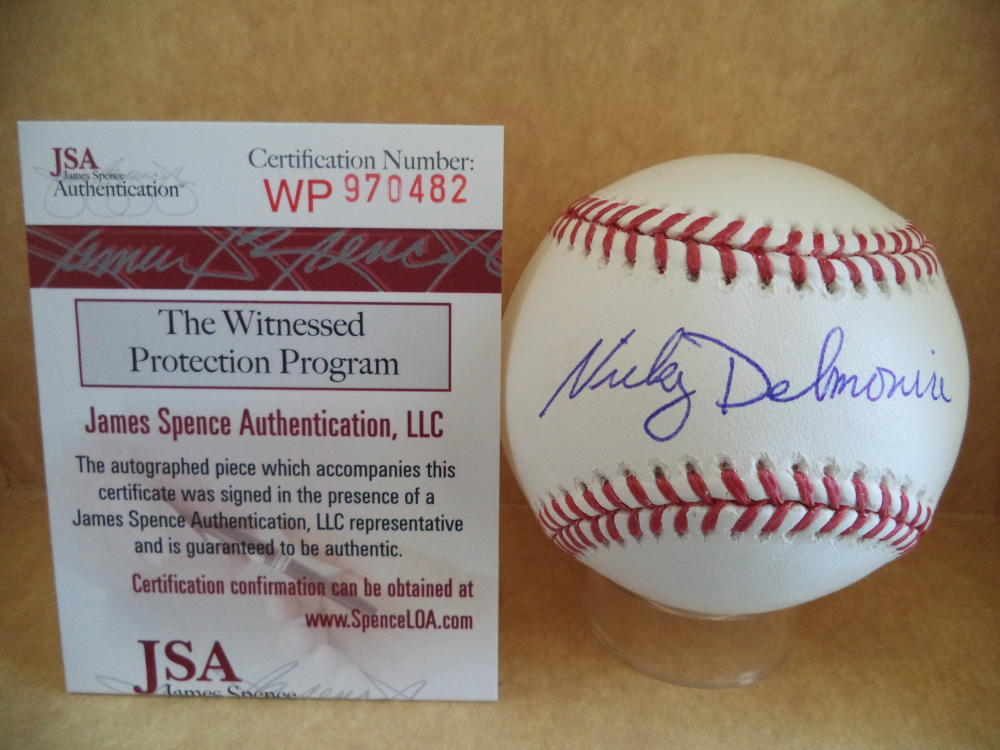 JSA
James Spence
Authentication
Certification Number:
WP 970482
The Witnessed
Protection Program
James Spence Authentication, LLC
The autographed piece which accompanies this
certificate was signed in the presence of a
James Spence Authentication, LLC representative
and is guaranteed to be authentic.
Certification confirmation can be obtained at
www.SpenceLOA.com
JSA
James Spence
Nicky Delmonico